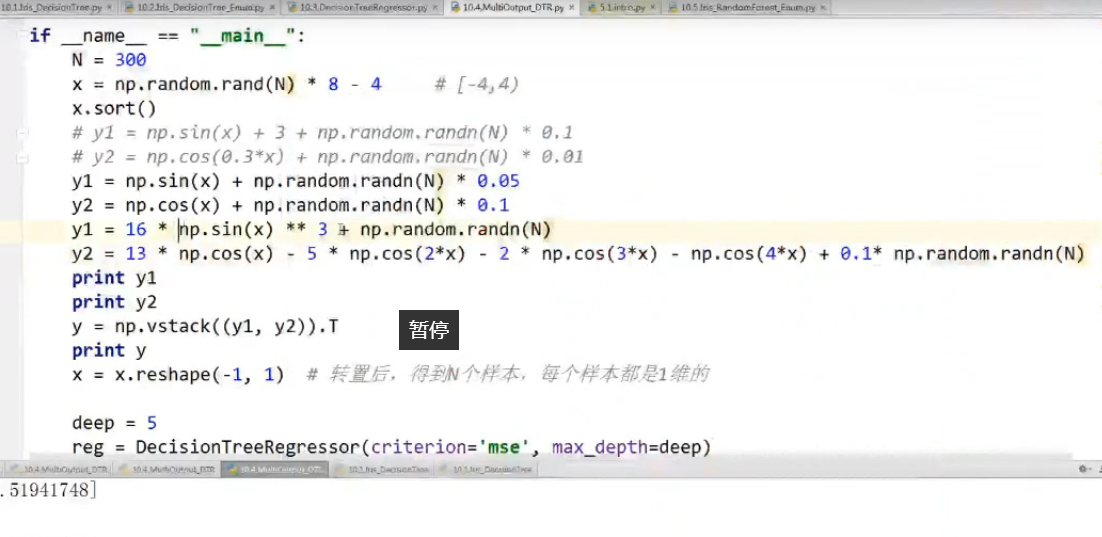 10.1.Iris_DecisionTree.py × 10.2.Iris_DecisionTree_Enum.py × 10.3.DecisionTreeRegressor.py × 10.4.MultiOutput_DTR.py × 5.1.intro.py × 10.5.Iris_RandomForest_Enum.py ×
if __name__ == "__main__":
N = 300
x = np.random.rand(N) * 8 - 4 # [-4,4)
x.sort()
# y1 = np.sin(x) + 3 + np.random.randn(N) * 0.1
# y2 = np.cos(0.3*x) + np.random.randn(N) * 0.01
y1 = np.sin(x) + np.random.randn(N) * 0.05
y2 = np.cos(x) + np.random.randn(N) * 0.1
y1 = 16 * np.sin(x) ** 3 + np.random.randn(N)
y2 = 13 * np.cos(x) - 5 * np.cos(2*x) - 2 * np.cos(3*x) - np.cos(4*x) + 0.1* np.random.randn(N)
print y1
print y2
y = np.vstack((y1, y2)).T
暂停
print y
x = x.reshape(-1, 1) # 转置后，得到N个样本，每个样本都是1维的
deep = 5
reg = DecisionTreeRegressor(criterion='mse', max_depth=deep)
10.4.MultiOutput_DTR 10.4.MultiOutput_DTR 10.4.MultiOutput_DTR 10.1.Iris_DecisionTree 10.1.Iris_DecisionTree
.51941748]